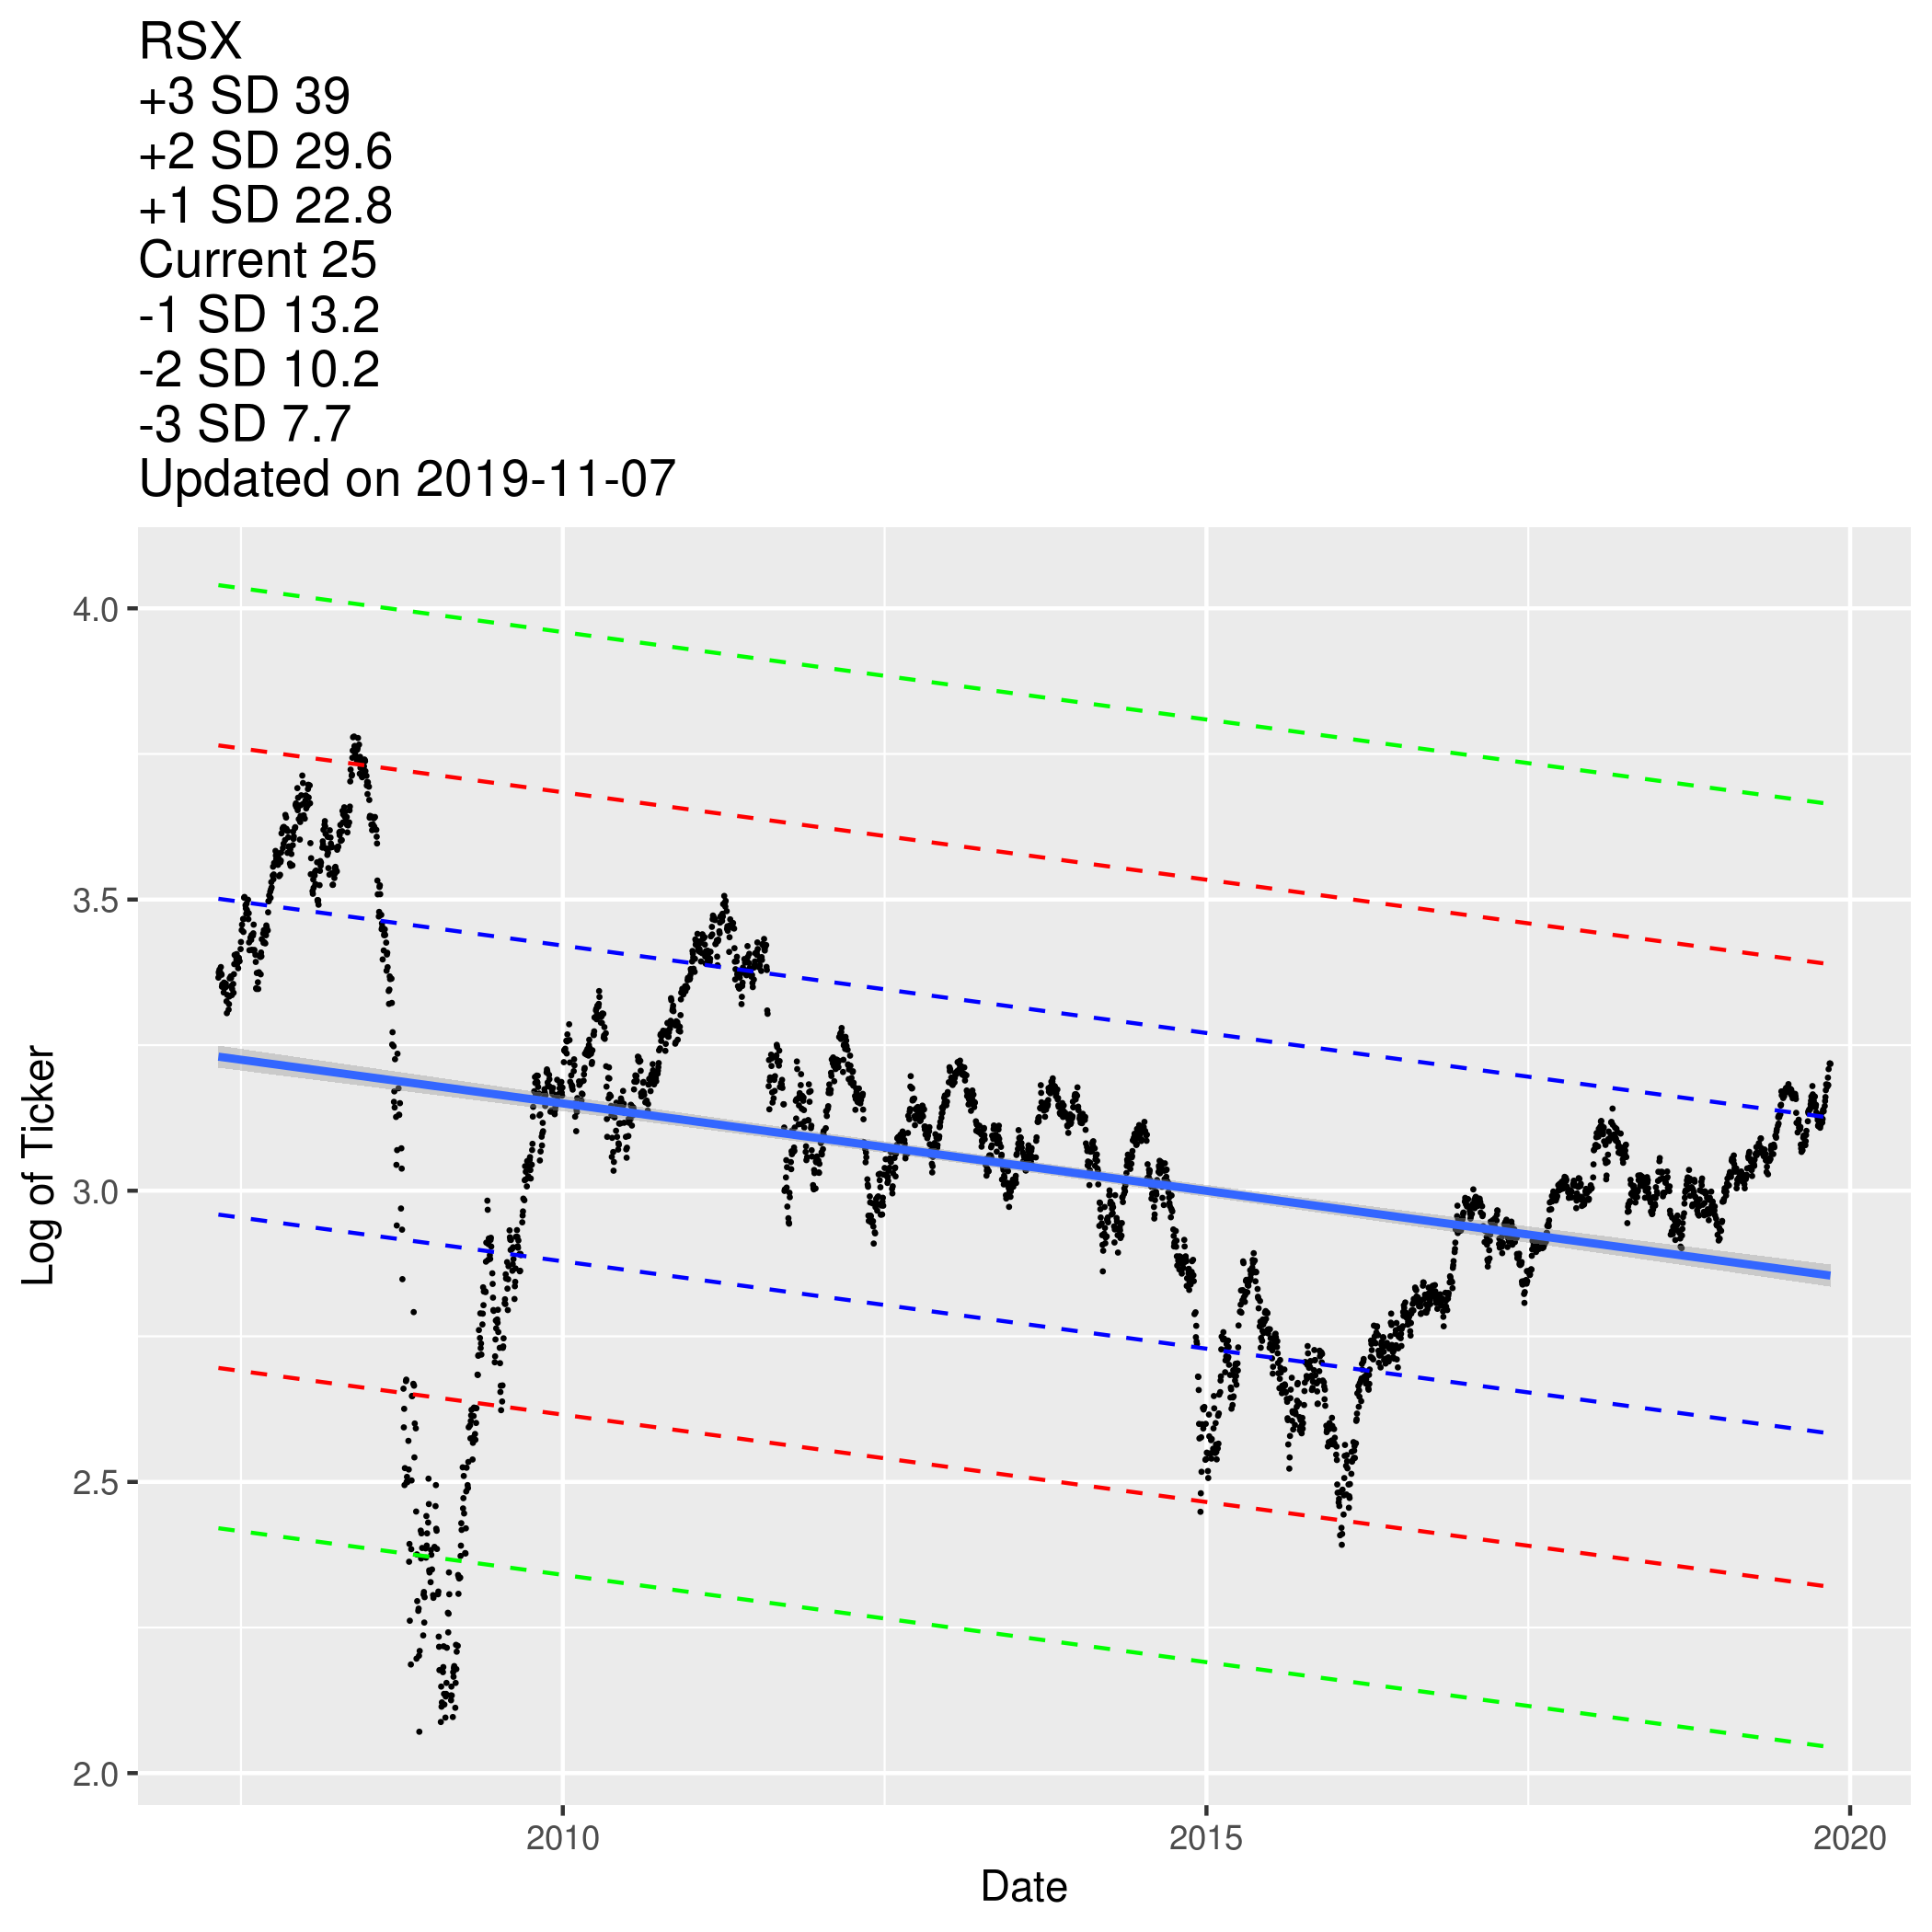 RSX
+3 SD 39
+2 SD 29.6
+1 SD 22.8
Current 25
-1 SD 13.2
-2 SD 10.2
-3 SD 7.7
Updated on 2019-11-07
4.0
3.5
3.0
2.5
2.0
Log of Ticker
2010
2015
2020
Date